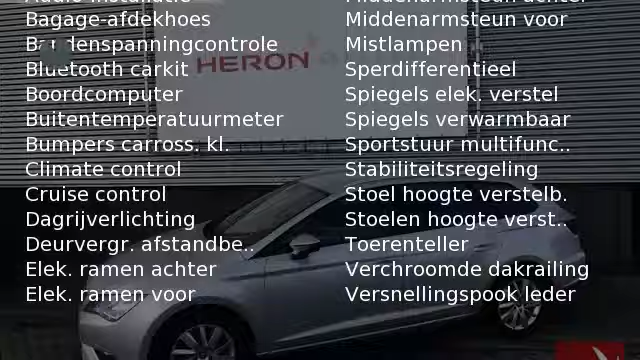 Bagage-afdekhoes
Bandenspanningcontrole
Bluetooth carkit
Boordcomputer
Buitentemperatuurmeter
Bumpers carross. kl.
Climate control
Cruise control
Dagrijverlichting
Deurvergr. afstandbe..
Elek. ramen achter
Elek. ramen voor
Middenarmsteun voor
Mistlampen
Sperdifferentieel
Spiegels elek. verstel
Spiegels verwarmbaar
Sportstuur multifunc..
Stabiliteitsregeling
Stoel hoogte verstelb.
Stoelen hoogte verst..
Toerenteller
Verchroomde dakrailing
Versnellingspook leder
HERON